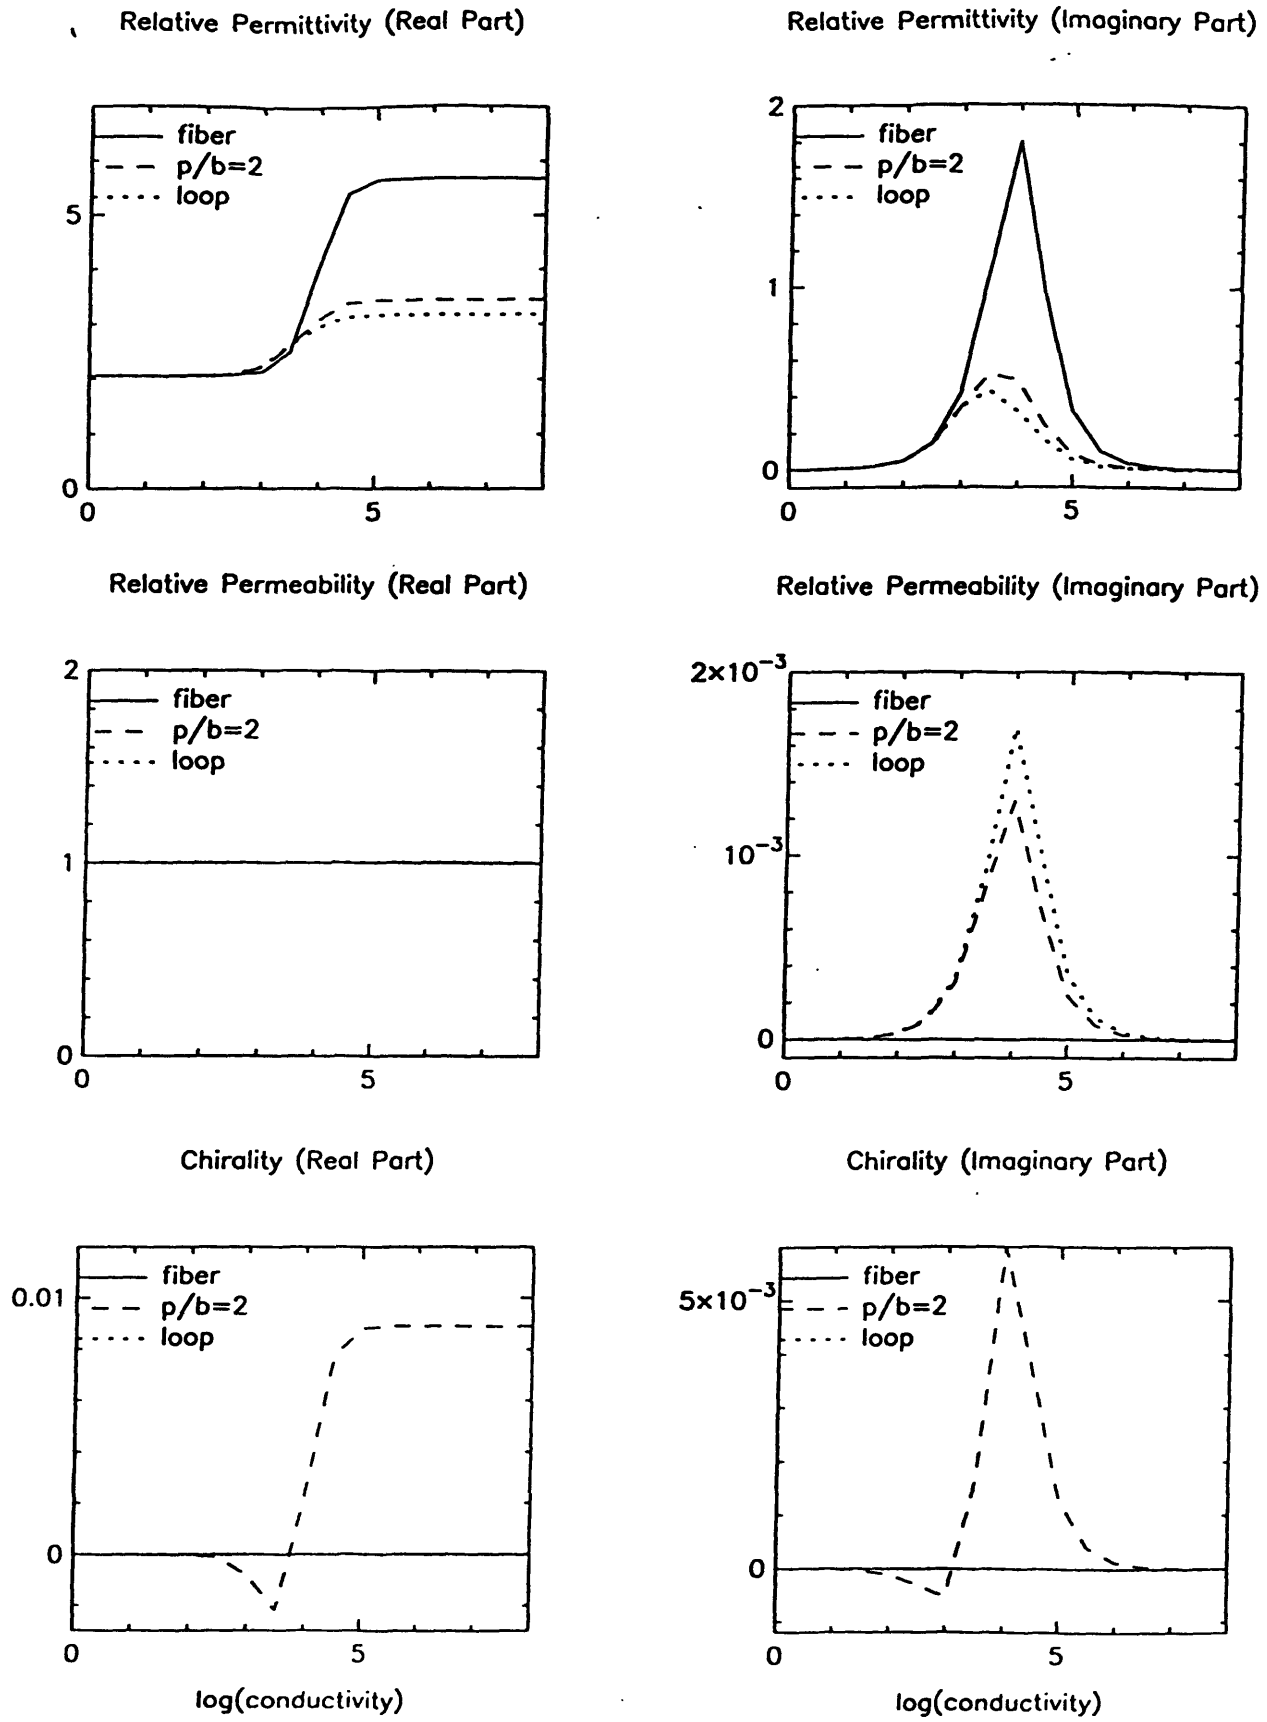 Relative Permittivity (Real Part)
fiber
p/b=2
loop
5
0
0
5
Relative Permittivity (Imaginary Part)
2
fiber
p/b=2
loop
1
0
0
5
Relative Permeability (Real Part)
2
fiber
p/b=2
loop
1
0
0
5
Relative Permeability (Imaginary Part)
2×10⁻³
fiber
p/b=2
loop
10⁻³
0
0
5
Chirality (Real Part)
fiber
0.01
p/b=2
loop
0
0
5
log(conductivity)
Chirality (Imaginary Part)
fiber
5×10⁻³
p/b=2
loop
0
0
5
log(conductivity)